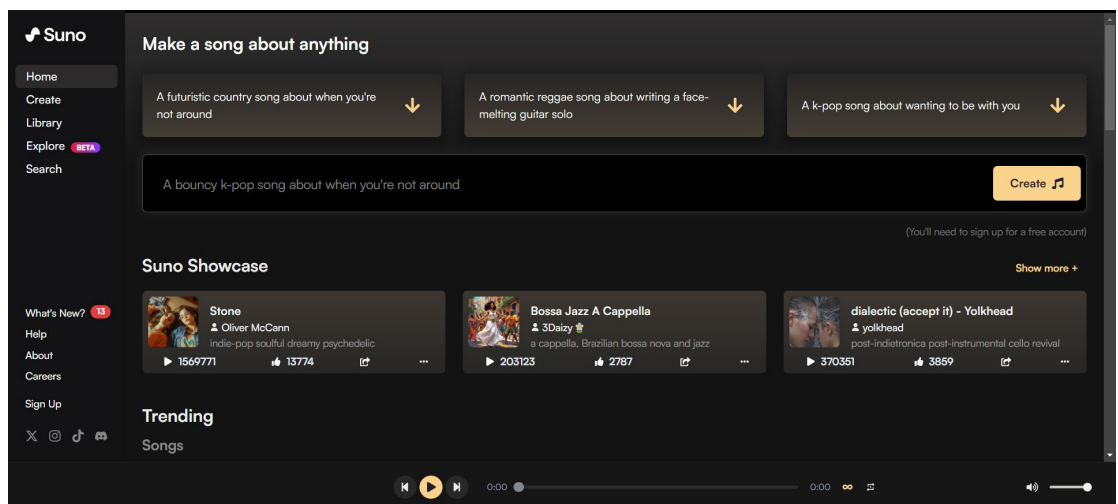 Suno
Home
Create
Library
Explore BETA
Search
What's New? 13
Help
About
Careers
Sign Up
Make a song about anything
A futuristic country song about when you're
not around
A romantic reggae song about writing a face-
melting guitar solo
A k-pop song about wanting to be with you
A bouncy k-pop song about when you're not around
Create
(You'll need to sign up for a free account)
Suno Showcase
Show more +
Stone
Oliver McCann
indie-pop soulful dreamy psychedelic
1569771 13774
Bossa Jazz A Cappella
3Daizy
a cappella, Brazilian bossa nova and jazz
203123 2787
dialectic (accept it) - Yolkhead
yolkhead
post-indietronica post-instrumental cello revival
370351 3859
Trending
Songs
0:00 0:00